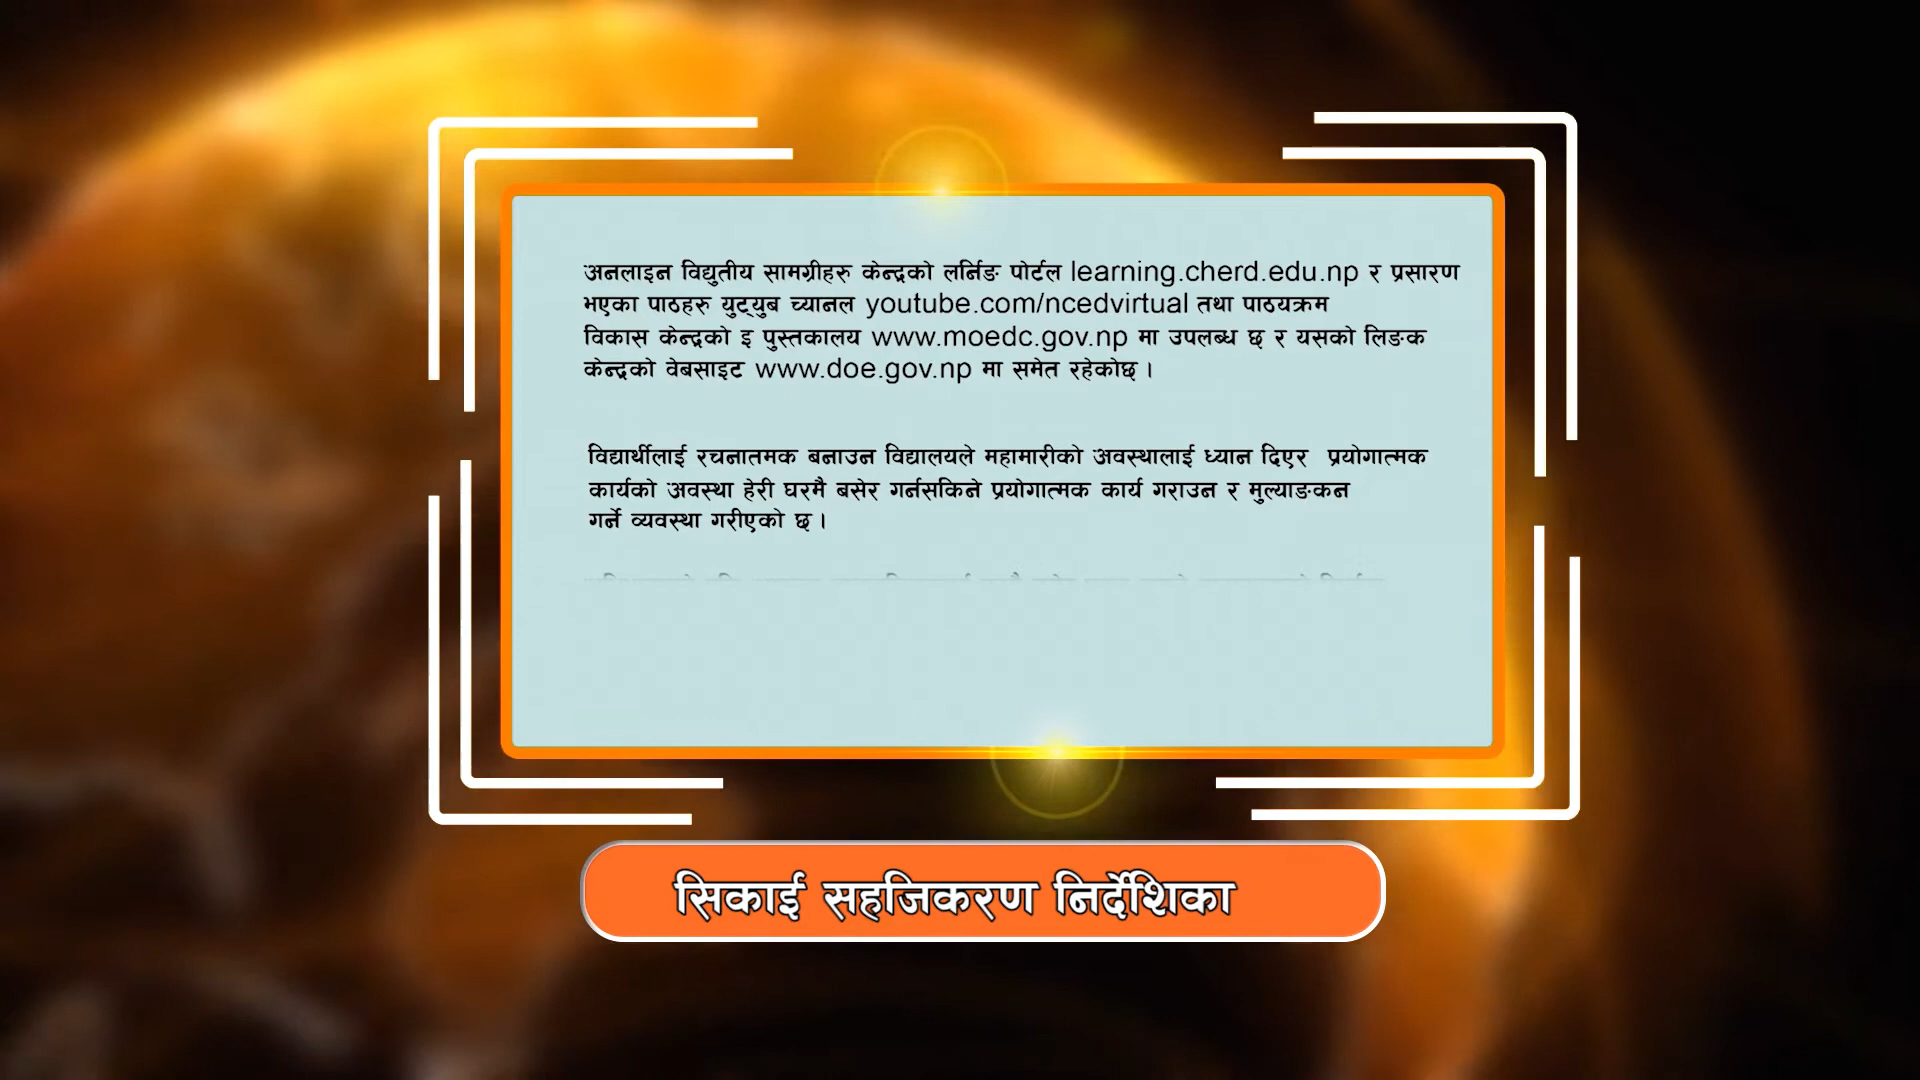 अनलाइन विद्युतीय सामग्रीहरु केन्द्रको लर्निङ पोर्टल learning.cherd.edu.np र प्रसारण
भएका पाठहरु युट्युब च्यानल youtube.com/ncedvirtual तथा पाठयक्रम
विकास केन्द्रको इ पुस्तकालय www.moedc.gov.np मा उपलब्ध छ र यसको लिङक
केन्द्रको वेबसाइट www.doe.gov.np मा समेत रहेकोछ ।
विद्यार्थीलाई रचनातमक बनाउन विद्यालयले महामारीको अवस्थालाई ध्यान दिएर प्रयोगात्मक
कार्यको अवस्था हेरी घरमै बसेर गर्नसकिने प्रयोगात्मक कार्य गराउन र मुल्याङकन
गर्ने व्यवस्था गरीएको छ ।
सिकाई सहजिकरण निर्देशिका